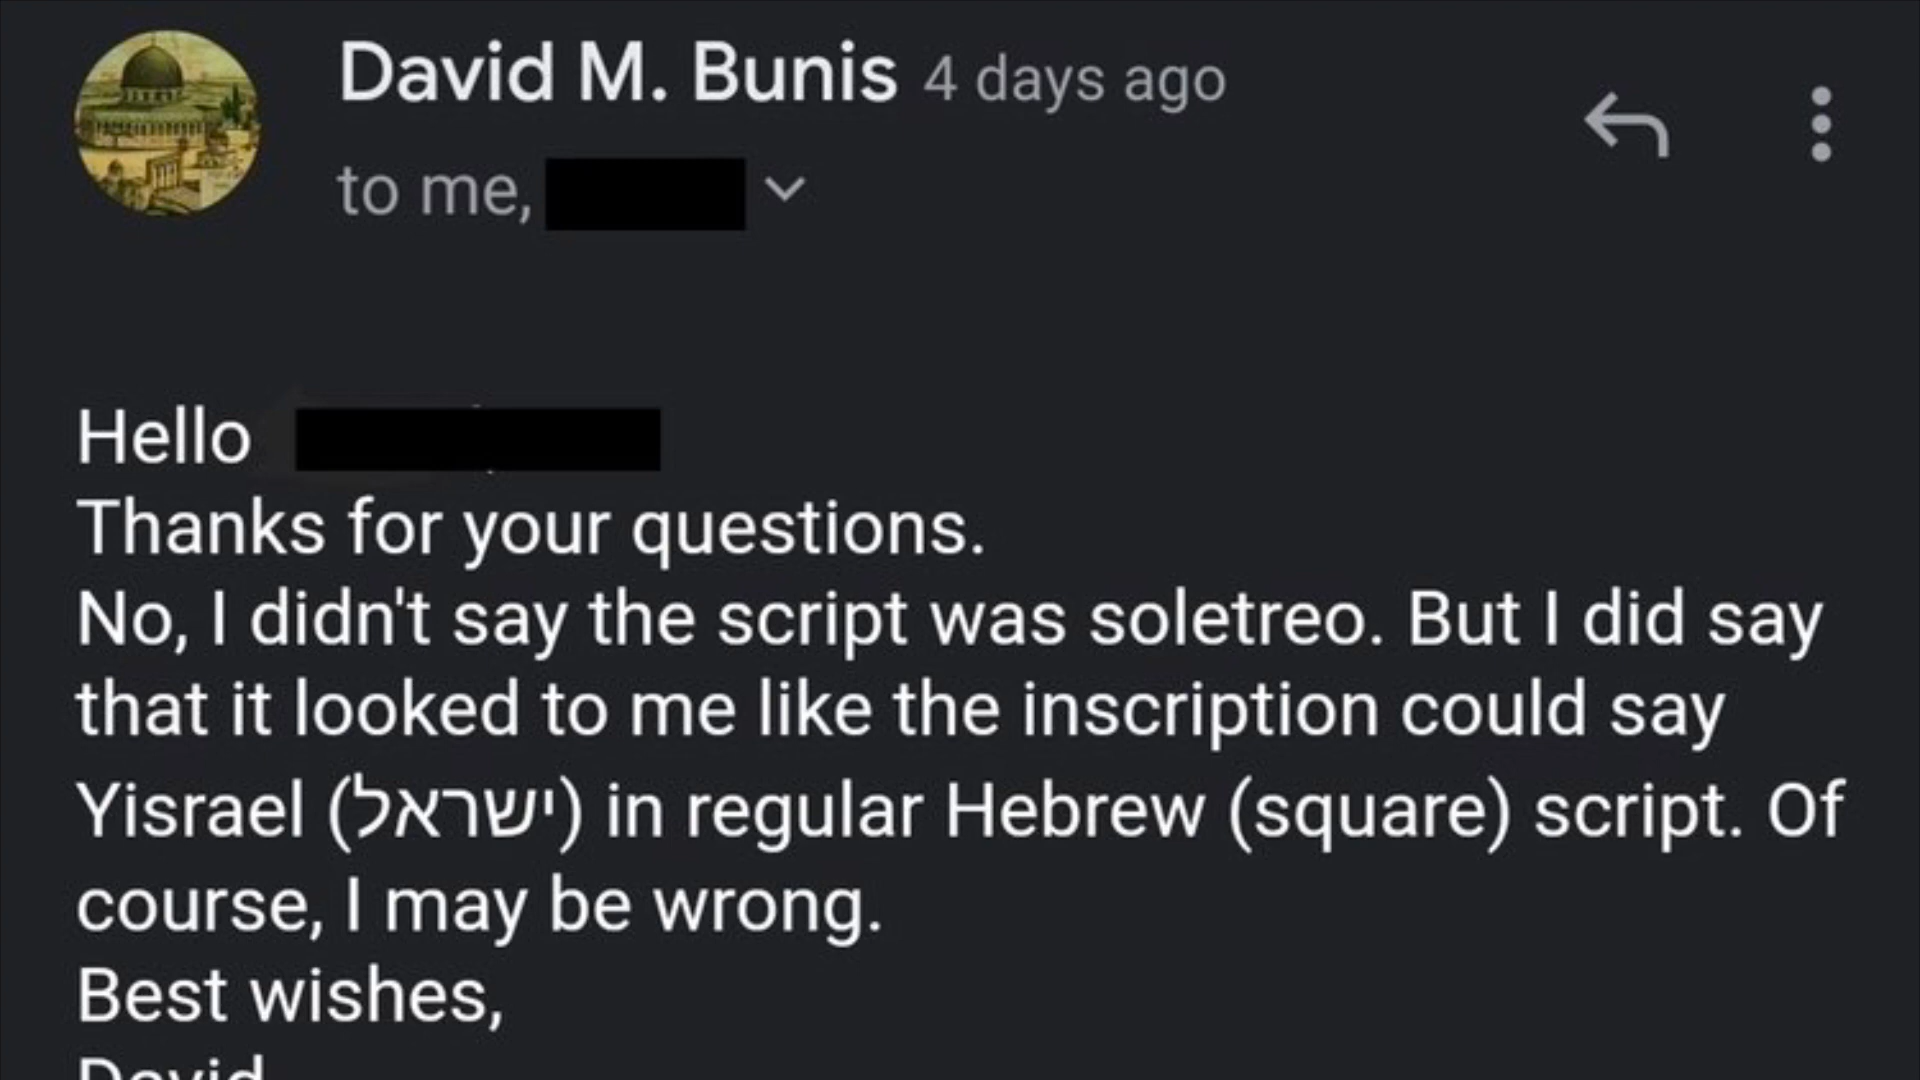 David M. Bunis 4 days ago
to me,
Hello
Thanks for your questions.
No, I didn't say the script was soletreo. But I did say
that it looked to me like the inscription could say
Yisrael (ישראל) in regular Hebrew (square) script. Of
course, I may be wrong.
Best wishes,
David